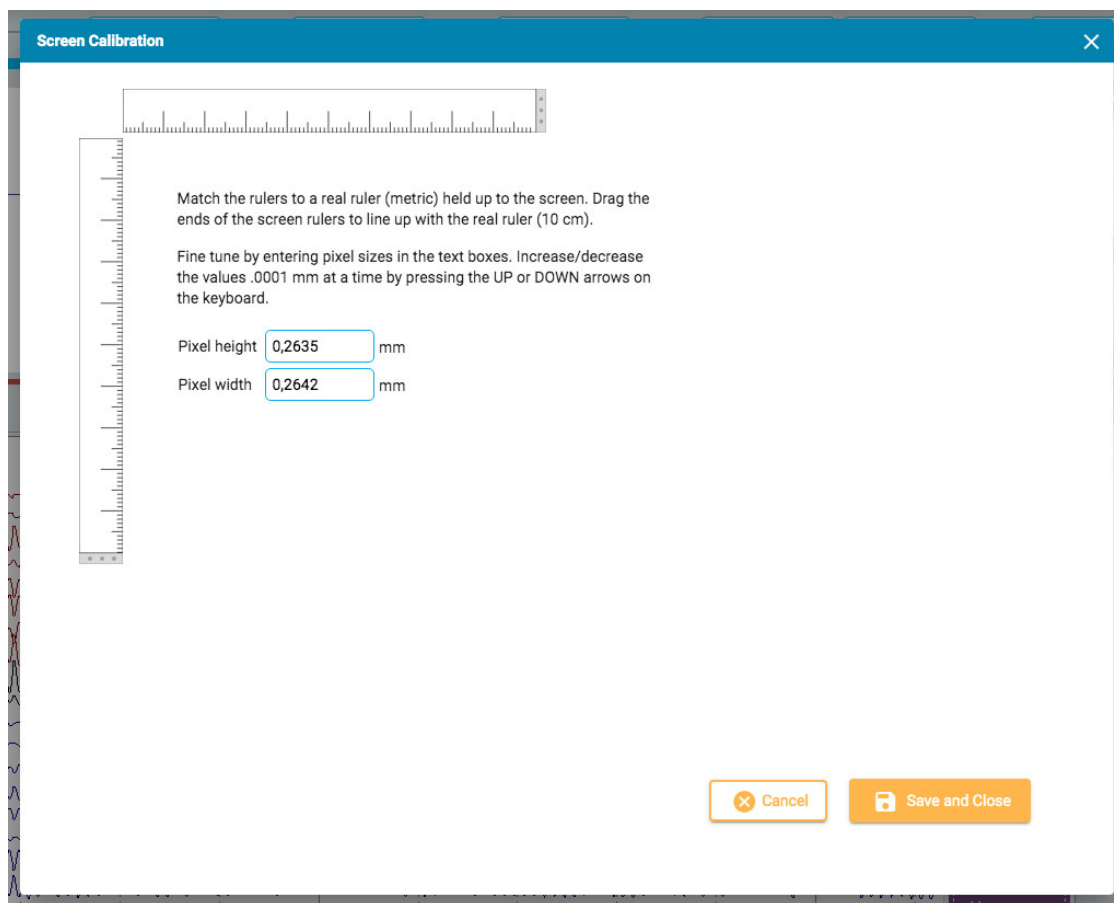 Screen Calibration
Match the rulers to a real ruler (metric) held up to the screen. Drag the
ends of the screen rulers to line up with the real ruler (10 cm).
Fine tune by entering pixel sizes in the text boxes. Increase/decrease
the values .0001 mm at a time by pressing the UP or DOWN arrows on
the keyboard.
Pixel height 0,2635 mm
Pixel width 0,2642 mm
Cancel Save and Close